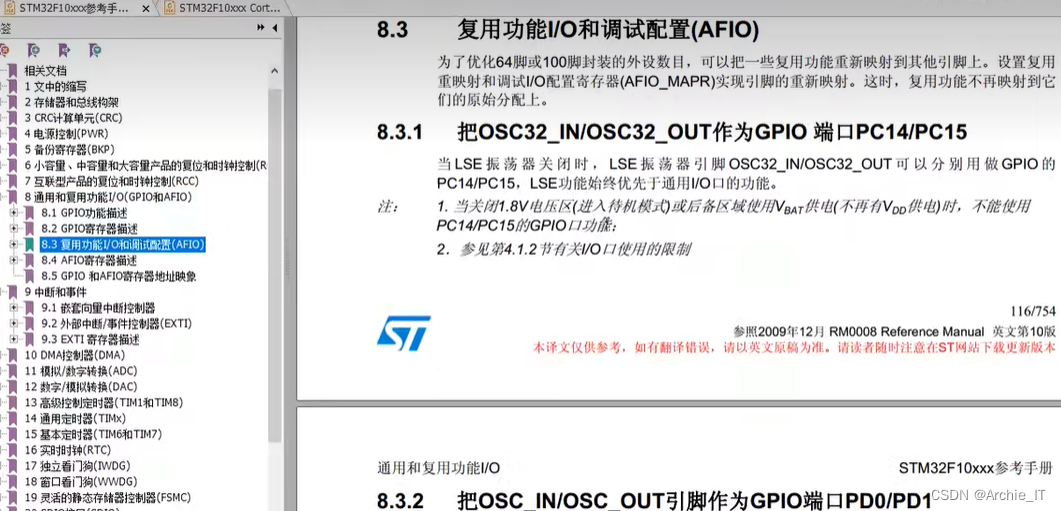 STM32F10xxx参考手... ×
STM32F10xxx Cort...
签
相关文档
1 文中的缩写
2 存储器和总线构架
3 CRC计算单元(CRC)
4 电源控制(PWR)
5 备份寄存器(BKP)
6 小容量、中容量和大容量产品的复位和时钟控制(R
7 互联型产品的复位和时钟控制(RCC)
8 通用和复用功能I/O(GPIO和AFIO)
8.1 GPIO功能描述
8.2 GPIO寄存器描述
8.3 复用功能I/O和调试配置(AFIO)
8.4 AFIO寄存器描述
8.5 GPIO 和AFIO寄存器地址映象
9 中断和事件
9.1 嵌套向量中断控制器
9.2 外部中断/事件控制器(EXTI)
9.3 EXTI 寄存器描述
10 DMA控制器(DMA)
11 模拟/数字转换(ADC)
12 数字/模拟转换(DAC)
13 高级控制定时器(TIM1和TIM8)
14 通用定时器(TIMx)
15 基本定时器(TIM6和TIM7)
16 实时时钟(RTC)
17 独立看门狗(IWDG)
18 窗口看门狗(WWDG)
19 灵活的静态存储器控制器(FSMC)
8.3 复用功能I/O和调试配置(AFIO)
为了优化64脚或100脚封装的外设数目，可以把一些复用功能重新映射到其他引脚上。设置复用
重映射和调试I/O配置寄存器(AFIO_MAPR)实现引脚的重新映射。这时，复用功能不再映射到它
们的原始分配上。
8.3.1 把OSC32_IN/OSC32_OUT作为GPIO 端口PC14/PC15
当LSE振荡器关闭时，LSE振荡器引脚OSC32_IN/OSC32_OUT可以分别用做GPIO的
PC14/PC15，LSE功能始终优先于通用I/O口的功能。
注： 1. 当关闭1.8V电压区(进入待机模式)或后备区域使用VBAT供电(不再有VDD供电)时，不能使用
PC14/PC15的GPIO口功能；
2. 参见第4.1.2节有关I/O口使用的限制
ST
116/754
参照2009年12月 RM0008 Reference Manual 英文第10版
本译文仅供参考，如有翻译错误，请以英文原稿为准。请读者随时注意在ST网站下载更新版本
通用和复用功能I/O STM32F10xxx参考手册
8.3.2 把OSC_IN/OSC_OUT引脚作为GPIO端口PD0/PD1
CSDN @Archie_IT